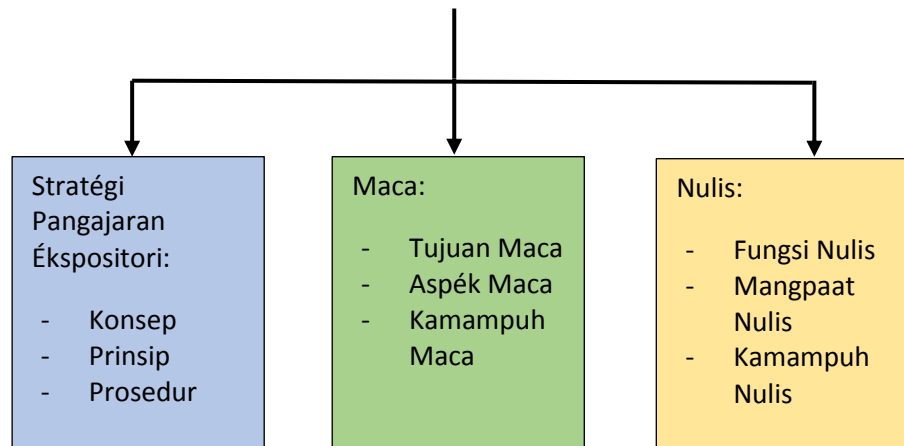 Stratégi
Pangajaran
Ékspositori:
- Konsep
- Prinsip
- Prosedur
Maca:
- Tujuan Maca
- Aspék Maca
- Kamampuh
Maca
Nulis:
- Fungsi Nulis
- Mangpaat
Nulis
- Kamampuh
Nulis